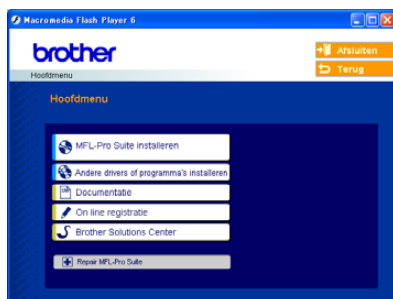 Macromedia Flash Player 6
brother
Afsluiten
Terug
Hoofdmenu
Hoofdmenu
MFL-Pro Suite installeren
Andere drivers of programma's installeren
Documentatie
On line registratie
Brother Solutions Center
Repair MFL-Pro Suite